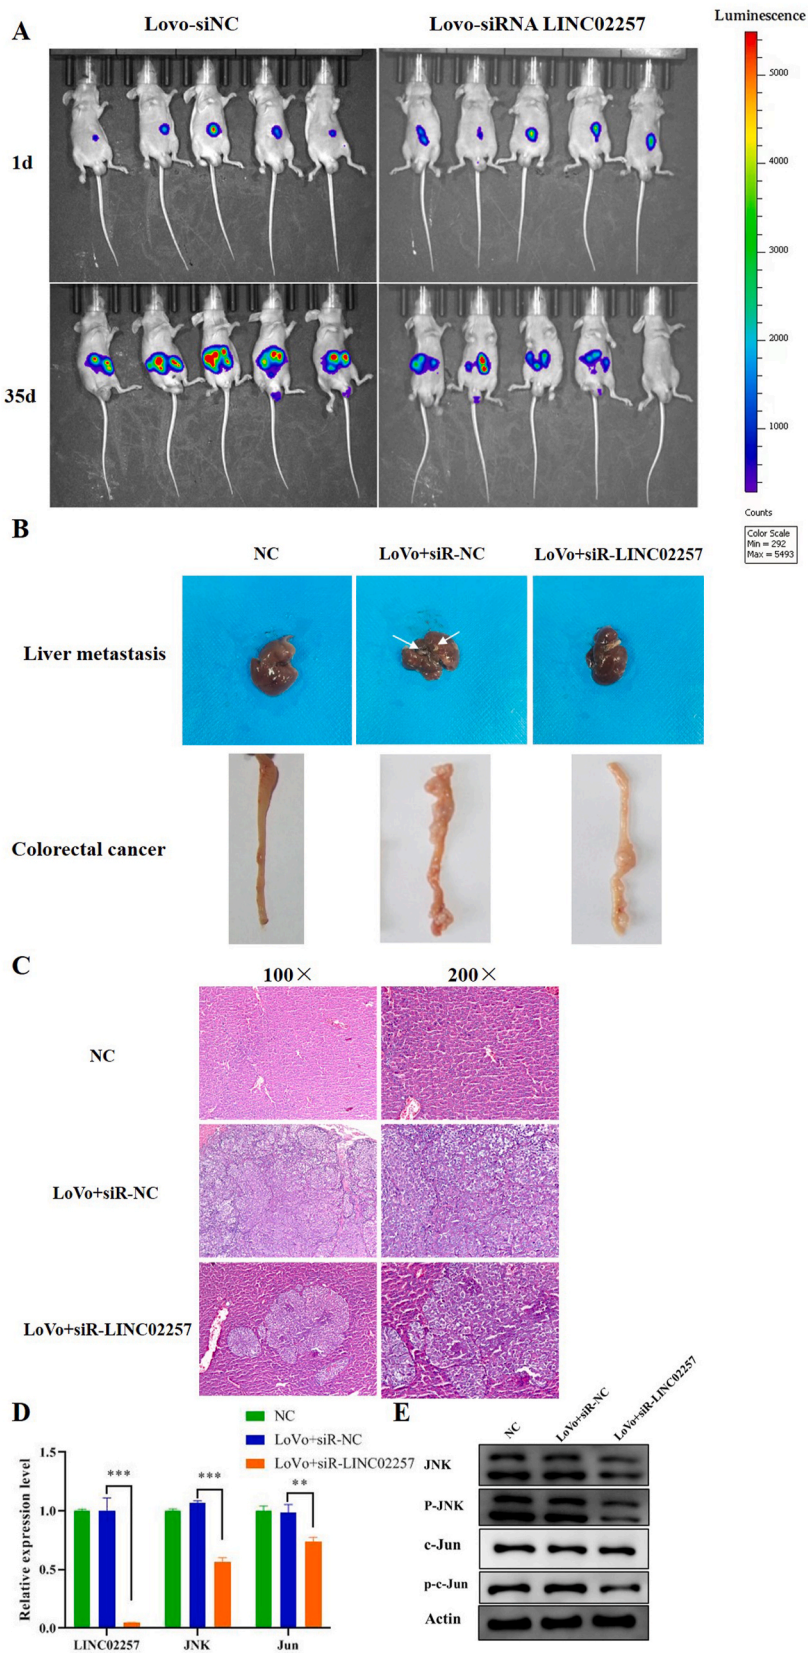 A
Lovo-siNC
Lovo-siRNA LINC02257
Luminescence
5000
4000
3000
2000
1000
1d
35d
Counts
Color Scale
Min = 292
Max = 5493
B
NC
LoVo+siR-NC
LoVo+siR-LINC02257
Liver metastasis
Colorectal cancer
C
100×
200×
NC
LoVo+siR-NC
LoVo+siR-LINC02257
D
NC
LoVo+siR-NC
LoVo+siR-LINC02257
Relative expression level
1.5
1.0
0.5
0.0
***
***
**
LINC02257
JNK
Jun
E
NC
LoVo+siR-NC
LoVo+siR-LINC02257
JNK
P-JNK
c-Jun
p-c-Jun
Actin